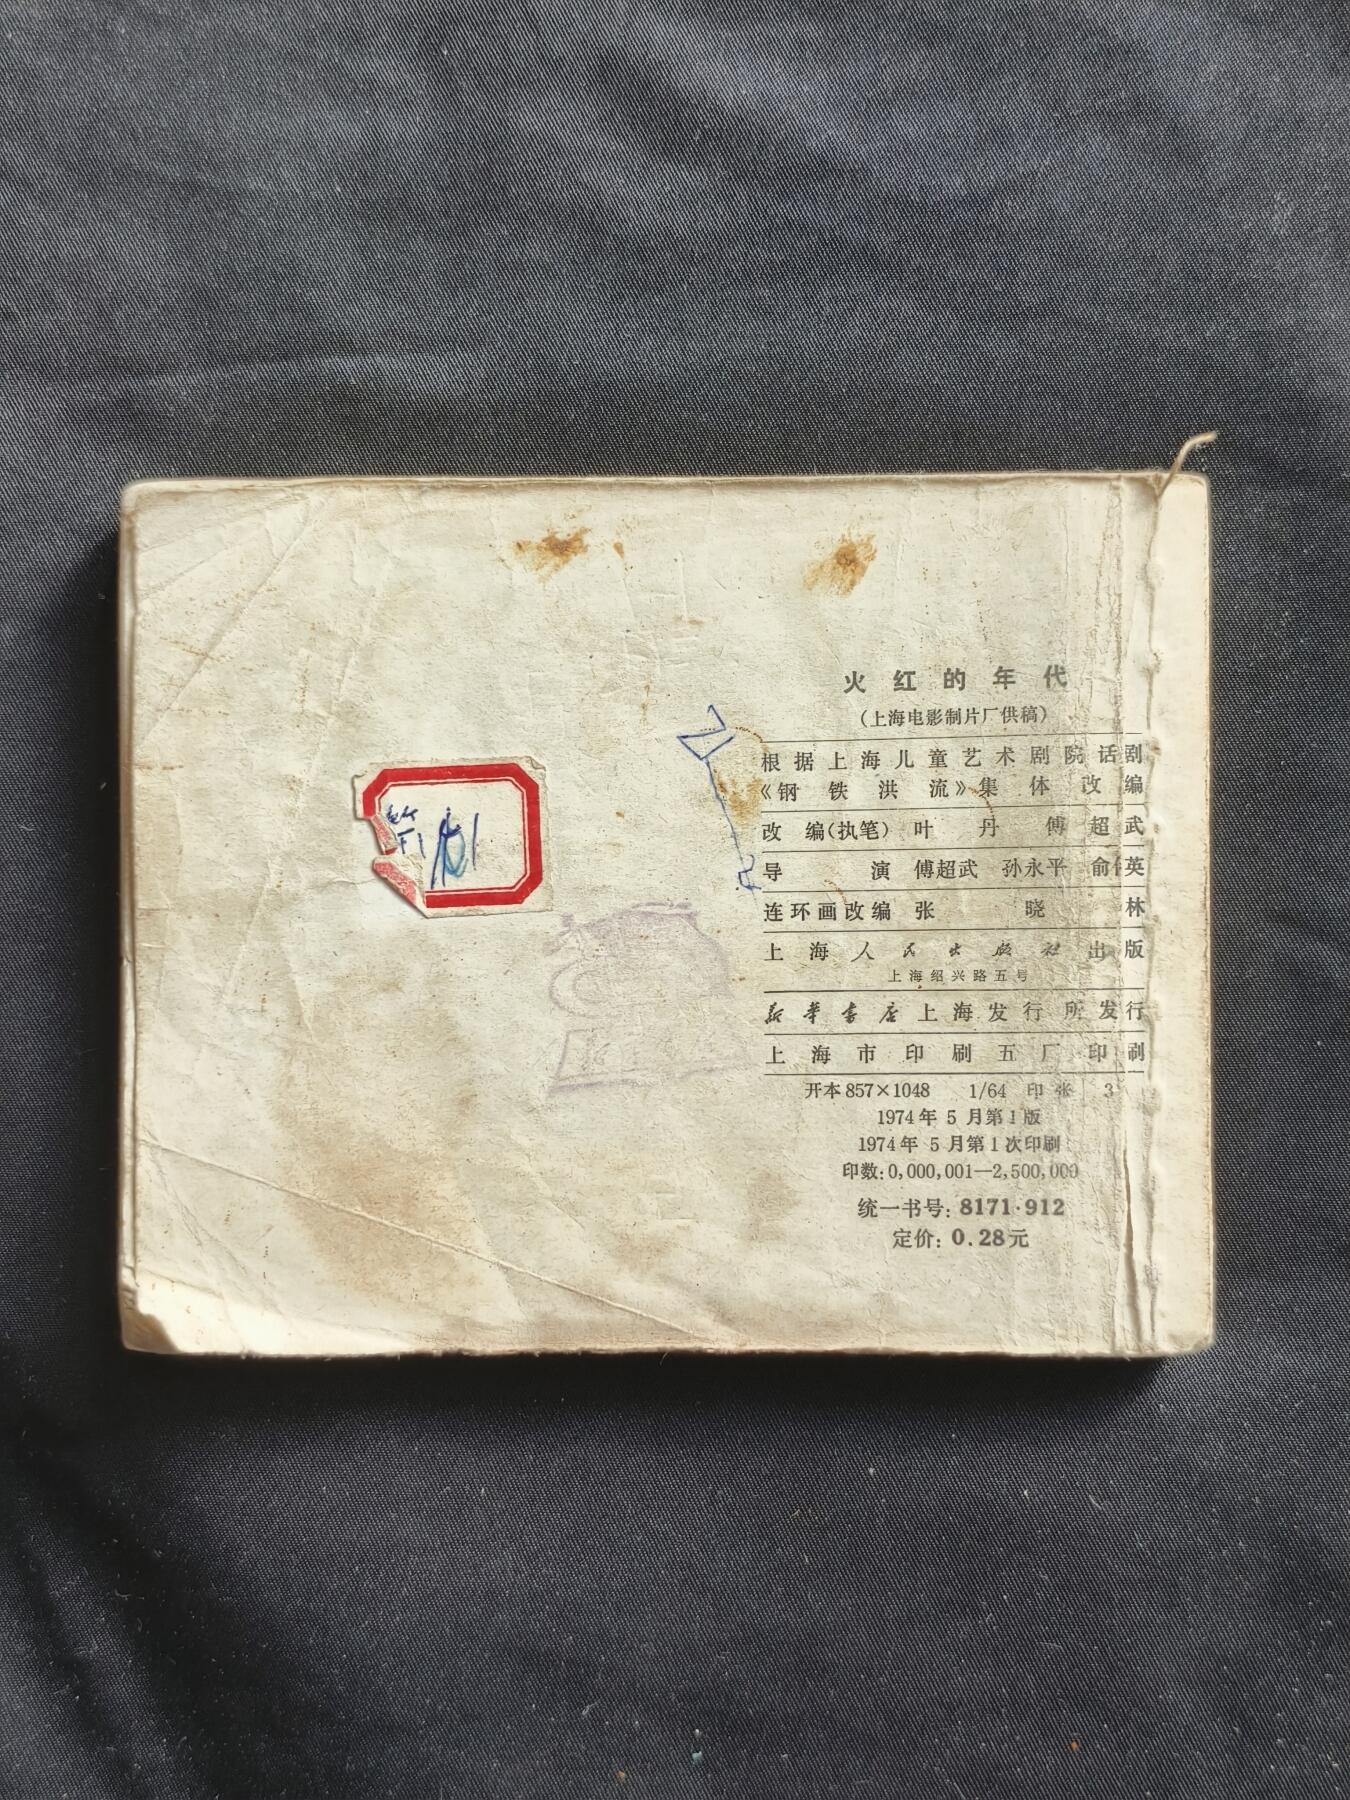 火红的年代
(上海电影制片厂供稿)
根据上海儿童艺术剧院话剧
《钢铁洪流》集体改编
改编(执笔) 叶丹 傅超武
导演 傅超武 孙永平 俞 英
连环画改编 张晓林
上海人民出版社出版
上海绍兴路五号
新华书店上海发行所发行
上海市印刷五厂印刷
开本 857×1048 1/64 印张 3
1974年5月第1版
1974年5月第1次印刷
印数:0,000,001—2,500,000
统一书号: 8171·912
定价: 0.28元